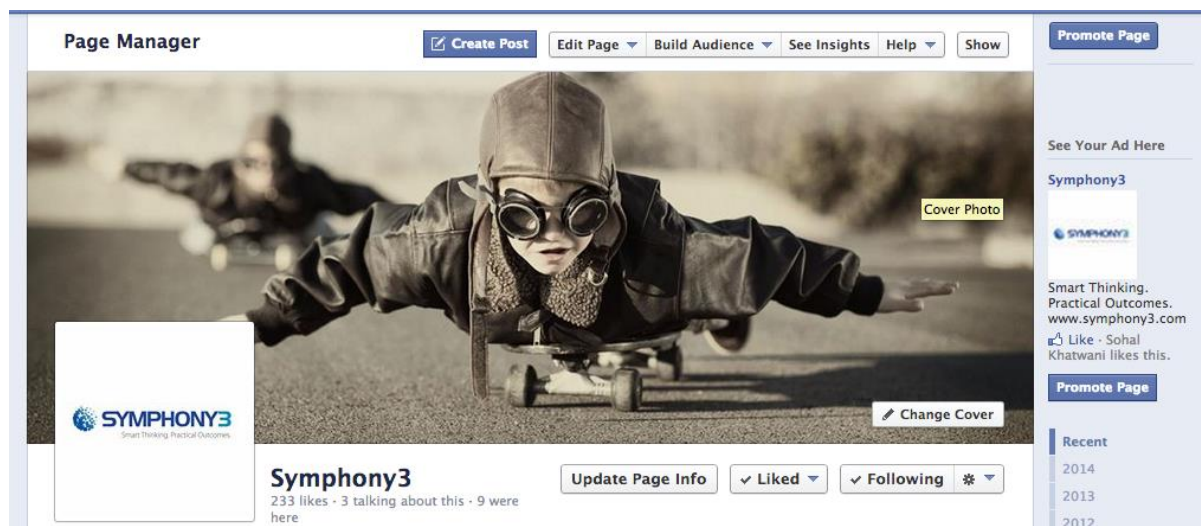 Page Manager
Create Post
Edit Page
Build Audience
See Insights
Help
Show
Cover Photo
Change Cover
SYMPHONY3
Smart Thinking. Practical Outcomes.
Symphony3
233 likes · 3 talking about this · 9 were
here
Update Page Info
Liked
Following
Promote Page
See Your Ad Here
Symphony3
SYMPHONY3
Smart Thinking.
Practical Outcomes.
www.symphony3.com
Like · Sohal
Khatwani likes this.
Promote Page
Recent
2014
2013
2012